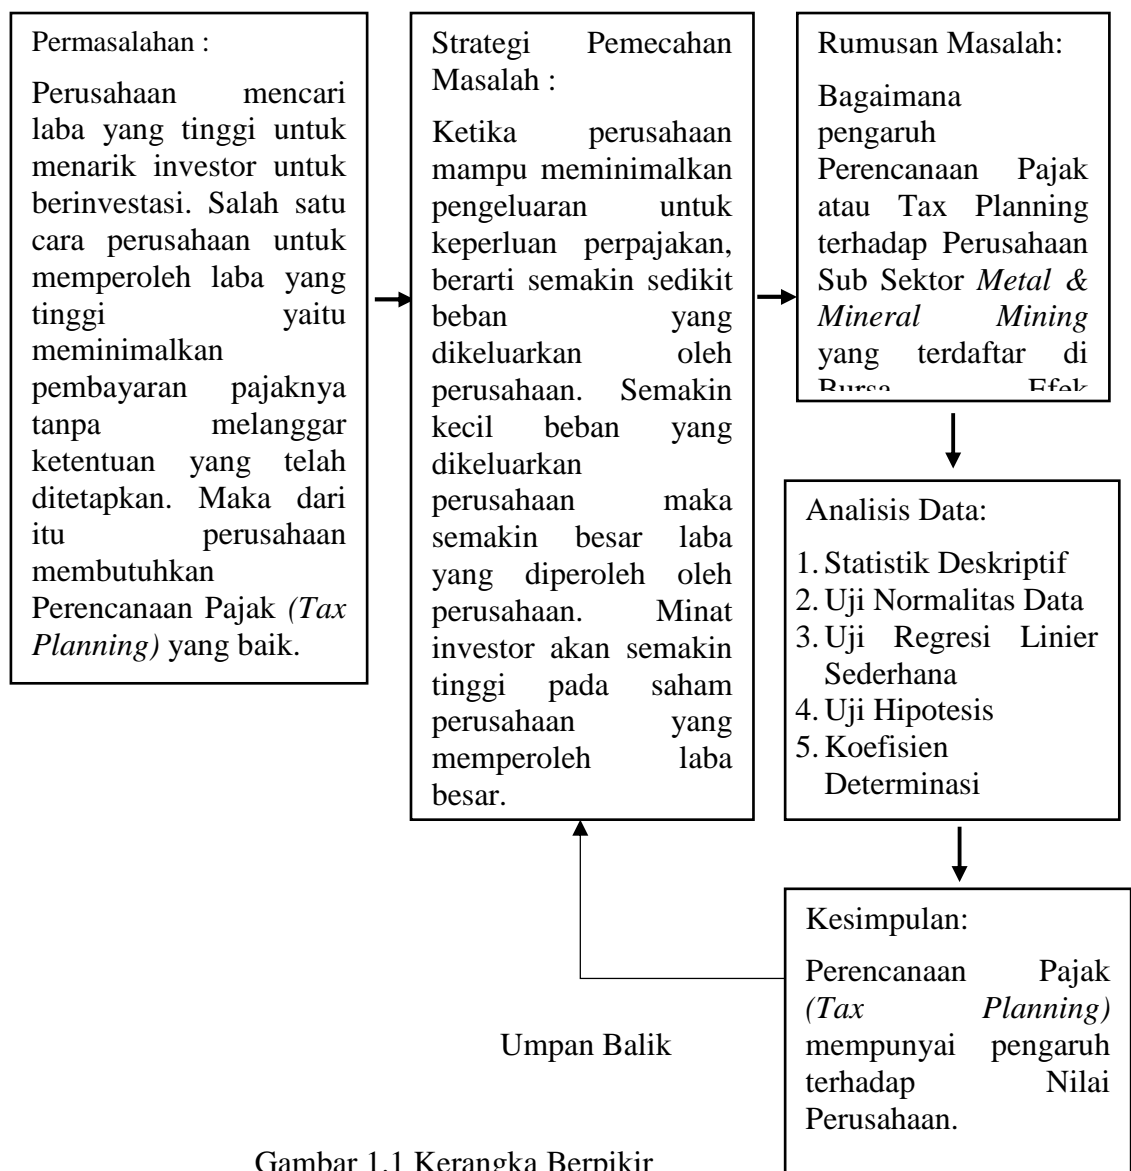 Permasalahan :
Perusahaan mencari
laba yang tinggi untuk
menarik investor untuk
berinvestasi. Salah satu
cara perusahaan untuk
memperoleh laba yang
tinggi yaitu
meminimalkan
pembayaran pajaknya
tanpa melanggar
ketentuan yang telah
ditetapkan. Maka dari
itu perusahaan
membutuhkan
Perencanaan Pajak (Tax
Planning) yang baik.
Strategi Pemecahan
Masalah :
Ketika perusahaan
mampu meminimalkan
pengeluaran untuk
keperluan perpajakan,
berarti semakin sedikit
beban yang
dikeluarkan oleh
perusahaan. Semakin
kecil beban yang
dikeluarkan
perusahaan maka
semakin besar laba
yang diperoleh oleh
perusahaan. Minat
investor akan semakin
tinggi pada saham
perusahaan yang
memperoleh laba
besar.
Rumusan Masalah:
Bagaimana
pengaruh
Perencanaan Pajak
atau Tax Planning
terhadap Perusahaan
Sub Sektor Metal &
Mineral Mining
yang terdaftar di
Bursa Efek
Analisis Data:
1. Statistik Deskriptif
2. Uji Normalitas Data
3. Uji Regresi Linier
Sederhana
4. Uji Hipotesis
5. Koefisien
Determinasi
Kesimpulan:
Perencanaan Pajak
(Tax Planning)
mempunyai pengaruh
terhadap Nilai
Perusahaan.
Umpan Balik
Gambar 1.1 Kerangka Berpikir